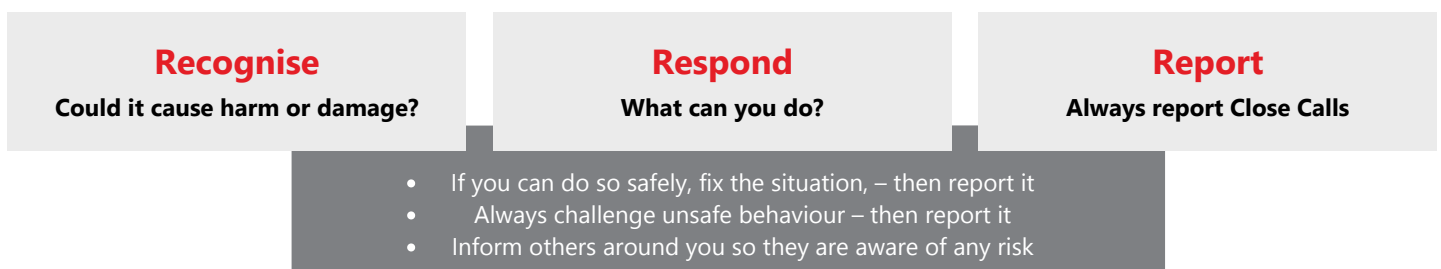 Recognise
Could it cause harm or damage?
Respond
What can you do?
Report
Always report Close Calls
• If you can do so safely, fix the situation, – then report it
• Always challenge unsafe behaviour – then report it
• Inform others around you so they are aware of any risk